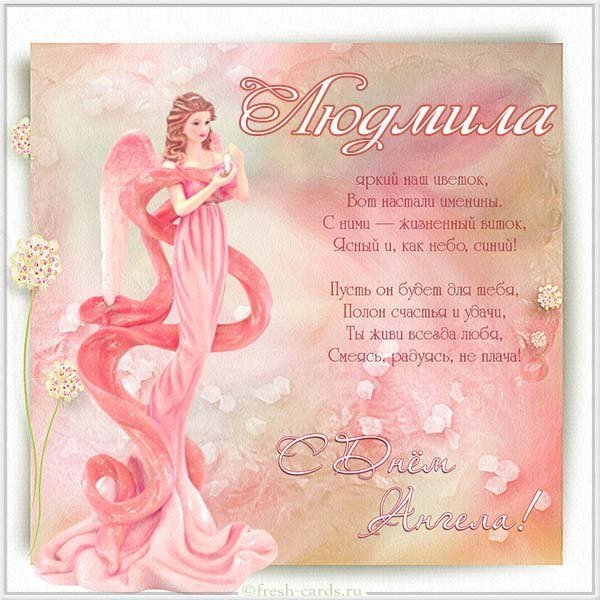 Людмила
яркий наш цветок,
Вот настали именины.
С ними — жизненный виток,
Ясный и, как небо, синий!
Пусть он будет для тебя,
Полон счастья и удачи,
Ты живи всегда любя,
Смеясь, радуясь, не плача!
С Днём
Ангела!
©fresh-cards.ru